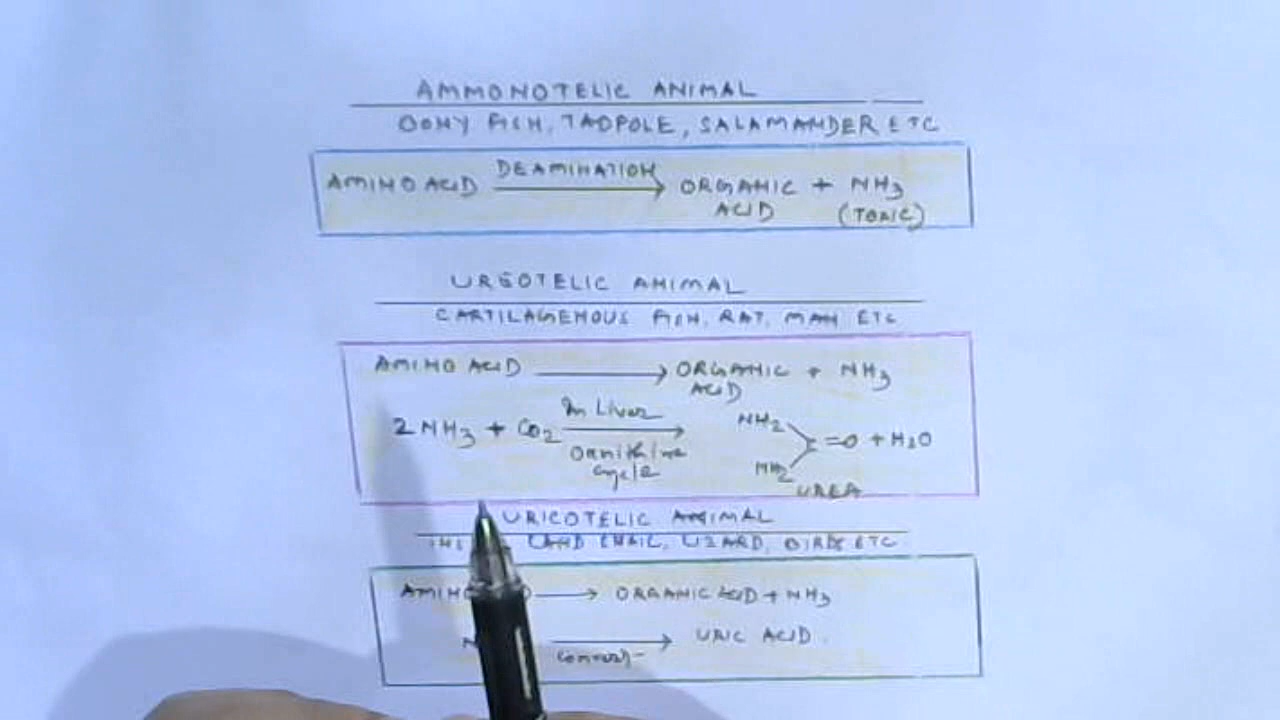 AMMONOTELIC ANIMAL
BONY FISH, TADPOLE, SALAMANDER ETC
AMINO ACID DEAMINATION → ORGANIC ACID + NH3 (TOXIC)
UREOTELIC ANIMAL
CARTILAGENOUS FISH, RAT, MAN ETC
AMINO ACID → ORGANIC ACID + NH3
2NH3 + CO2 In Liver → Ornithine cycle NH2 NH2 C=O + H2O
UREA
URICOTELIC ANIMAL
LAND SNAIL, LIZARD, BIRDS ETC
→ ORGANIC ACID + NH3
→ URIC ACID